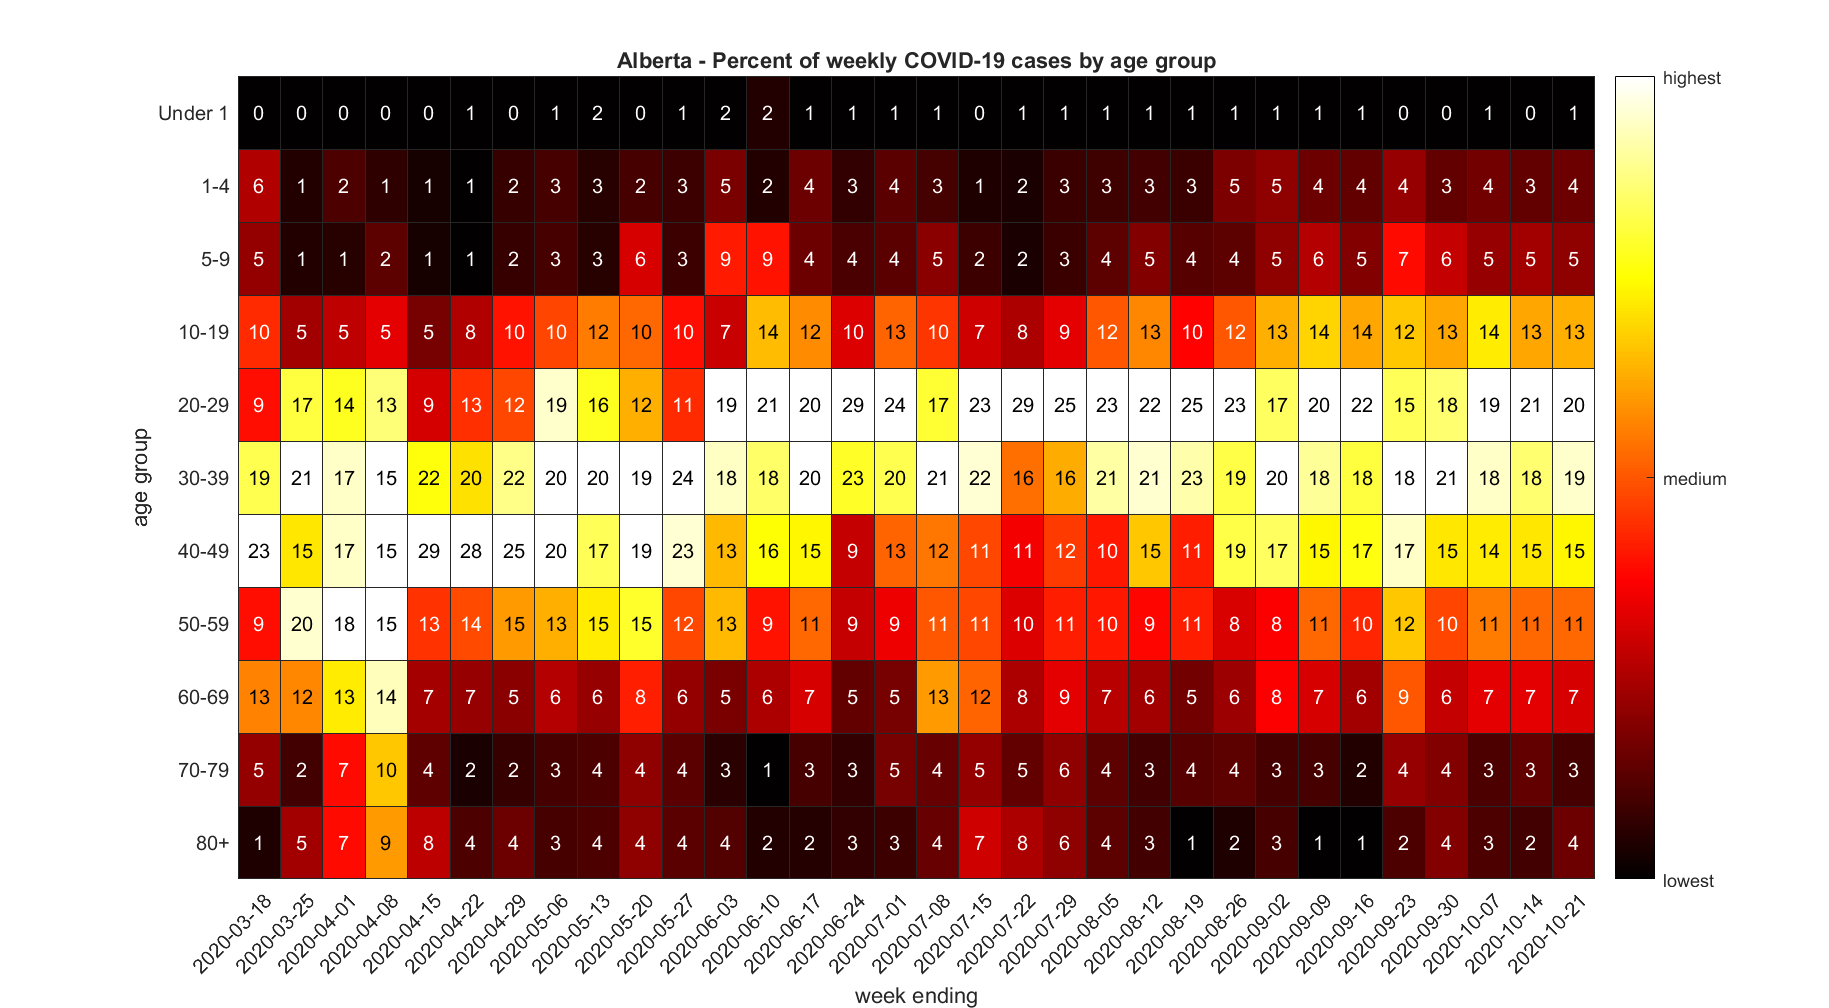 Alberta - Percent of weekly COVID-19 cases by age group
highest
Under 1 0 0 0 0 0 1 0 1 2 0 1 2 2 1 1 1 1 0 1 1 1 1 1 1 1 1 1 0 0 1 0 1
1-4 6 1 2 1 1 1 2 3 3 2 3 5 2 4 3 4 3 1 2 3 3 3 3 5 5 4 4 4 3 4 3 4
5-9 5 1 1 2 1 1 2 3 3 6 3 9 9 4 4 4 5 2 2 3 4 5 4 4 5 6 5 7 6 5 5 5
10-19 10 5 5 5 5 8 10 10 12 10 10 7 14 12 10 13 10 7 8 9 12 13 10 12 13 14 14 12 13 14 13 13
20-29 9 17 14 13 9 13 12 19 16 12 11 19 21 20 29 24 17 23 29 25 23 22 25 23 17 20 22 15 18 19 21 20
30-39 19 21 17 15 22 20 22 20 20 19 24 18 18 20 23 20 21 22 16 16 21 21 23 19 20 18 18 18 21 18 18 19
medium
age group
40-49 23 15 17 15 29 28 25 20 17 19 23 13 16 15 9 13 12 11 11 12 10 15 11 19 17 15 17 17 15 14 15 15
50-59 9 20 18 15 13 14 15 13 15 15 12 13 9 11 9 9 11 11 10 11 10 9 11 8 8 11 10 12 10 11 11 11
60-69 13 12 13 14 7 7 5 6 6 8 6 5 6 7 5 5 13 12 8 9 7 6 5 6 8 7 6 9 6 7 7 7
70-79 5 2 7 10 4 2 2 3 4 4 4 3 1 3 3 5 4 5 5 6 4 3 4 4 3 3 2 4 4 3 3 3
80+ 1 5 7 9 8 4 4 3 4 4 4 4 2 2 3 3 4 7 8 6 4 3 1 2 3 1 1 2 4 3 2 4
lowest
2020-03-18 2020-03-25 2020-04-01 2020-04-08 2020-04-15 2020-04-22 2020-04-29 2020-05-06 2020-05-13 2020-05-20 2020-05-27 2020-06-03 2020-06-10 2020-06-17 2020-06-24 2020-07-01 2020-07-08 2020-07-15 2020-07-22 2020-07-29 2020-08-05 2020-08-12 2020-08-19 2020-08-26 2020-09-02 2020-09-09 2020-09-16 2020-09-23 2020-09-30 2020-10-07 2020-10-14 2020-10-21
week ending